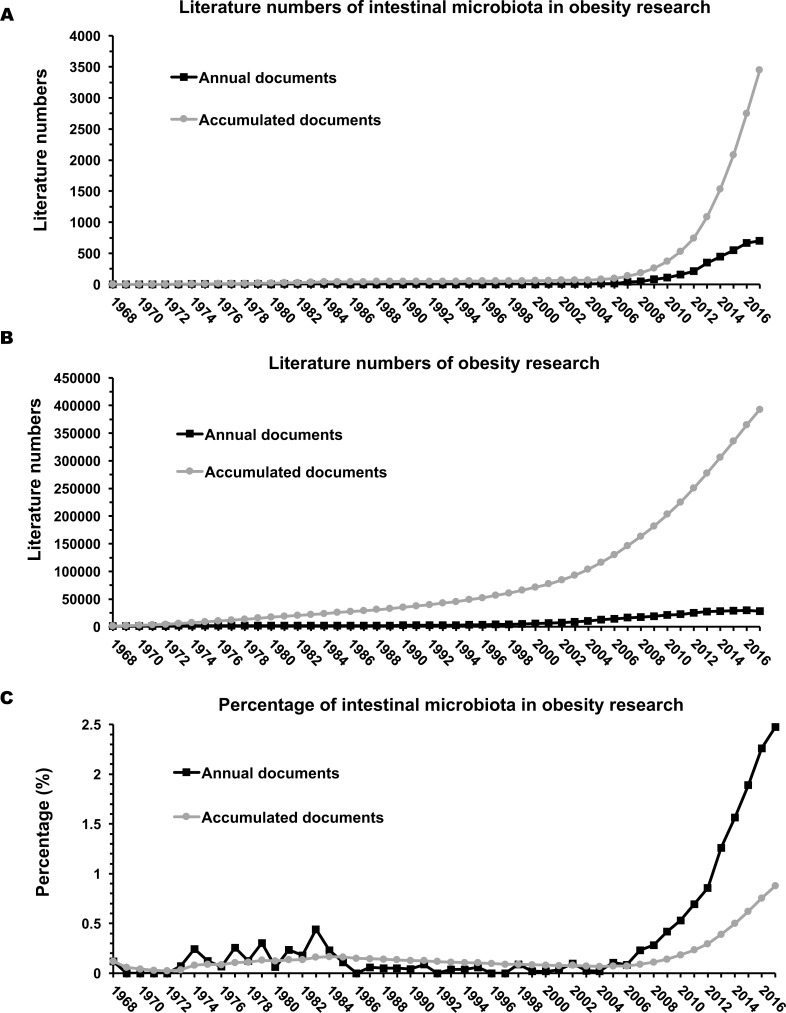 A
Literature numbers of intestinal microbiota in obesity research
Literature numbers
4000
3500
3000
2500
2000
1500
1000
500
0
Annual documents
Accumulated documents
1968 1970 1972 1974 1976 1978 1980 1982 1984 1986 1988 1990 1992 1994 1996 1998 2000 2002 2004 2006 2008 2010 2012 2014 2016
B
Literature numbers of obesity research
Literature numbers
450000
400000
350000
300000
250000
200000
150000
100000
50000
0
Annual documents
Accumulated documents
1968 1970 1972 1974 1976 1978 1980 1982 1984 1986 1988 1990 1992 1994 1996 1998 2000 2002 2004 2006 2008 2010 2012 2014 2016
C
Percentage of intestinal microbiota in obesity research
Percentage (%)
2.5
2
1.5
1
0.5
0
Annual documents
Accumulated documents
1968 1970 1972 1974 1976 1978 1980 1982 1984 1986 1988 1990 1992 1994 1996 1998 2000 2002 2004 2006 2008 2010 2012 2014 2016